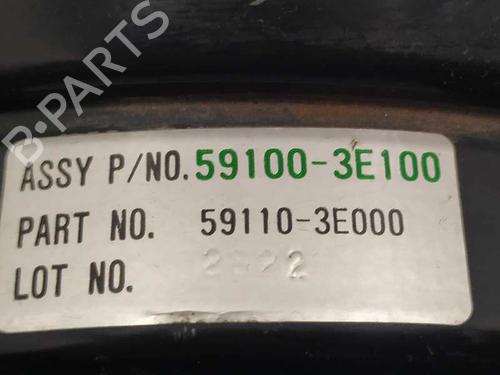 B-PARTS
ASSY P/NO. 59100-3E100
PART NO. 59110-3E000
LOT NO.